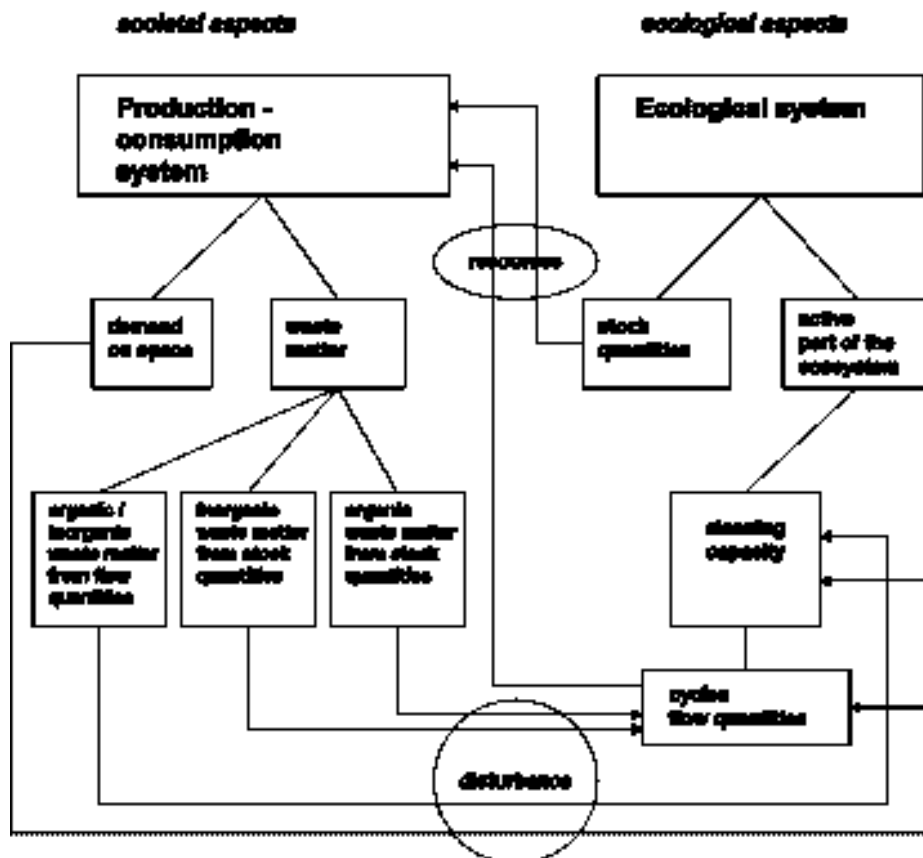 societal aspects
ecological aspects
Production -
consumption
system
Ecological system
resources
demand
on space
waste
matter
stock
quantities
active
part of the
ecosystem
organic /
inorganic
waste matter
from flow
quantities
inorganic
waste matter
from stock
quantities
organic
waste matter
from stock
quantities
cleaning
capacity
cycles
flow quantities
disturbance